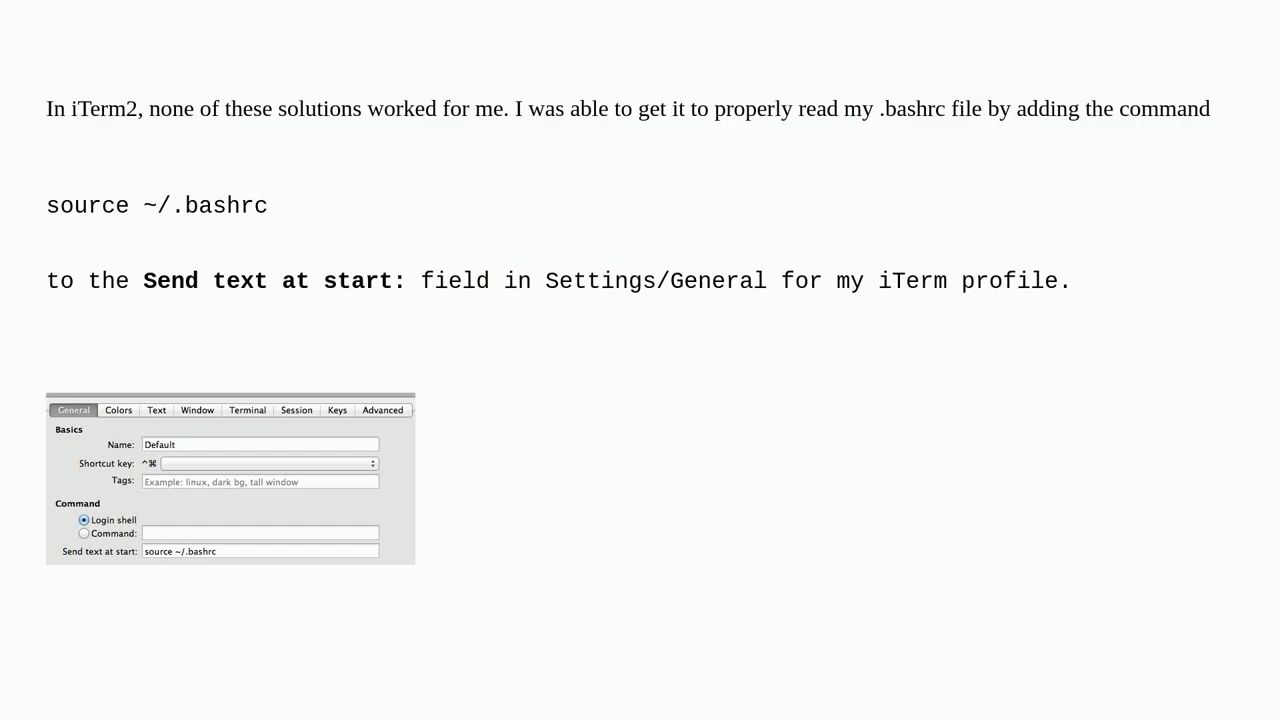 In iTerm2, none of these solutions worked for me. I was able to get it to properly read my .bashrc file by adding the command
source ~/.bashrc
to the Send text at start: field in Settings/General for my iTerm profile.
General Colors Text Window Terminal Session Keys Advanced
Basics
Name: Default
Shortcut key: ^⌘
Tags: Example: linux, dark bg, tall window
Command
Login shell
Command:
Send text at start: source ~/.bashrc